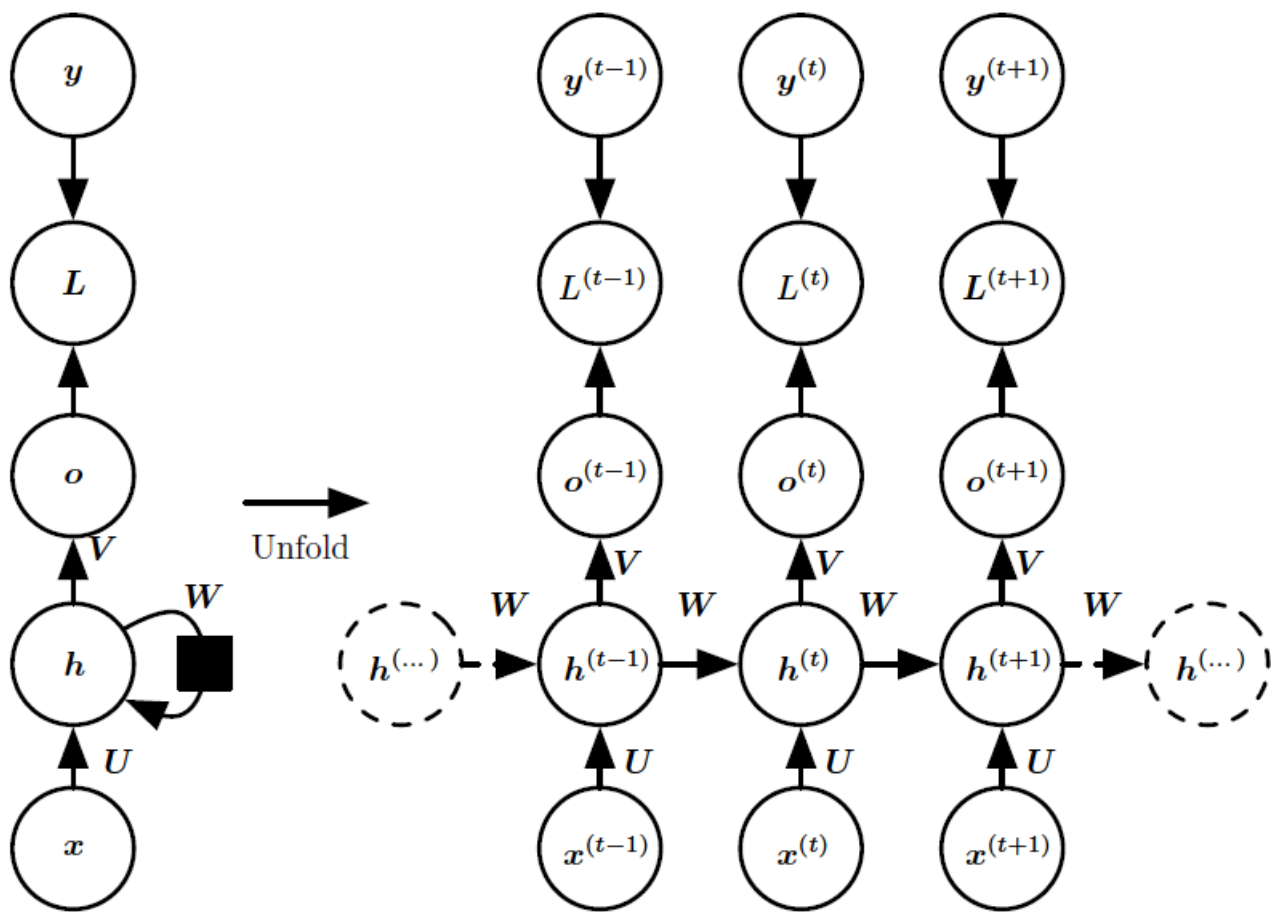 y y^(t−1) y^(t) y^(t+1)
L L^(t−1) L^(t) L^(t+1)
o o^(t−1) o^(t) o^(t+1)
Unfold
V V V V
W W W W W
h h^(...) h^(t−1) h^(t) h^(t+1) h^(...)
U U U U
x x^(t−1) x^(t) x^(t+1)